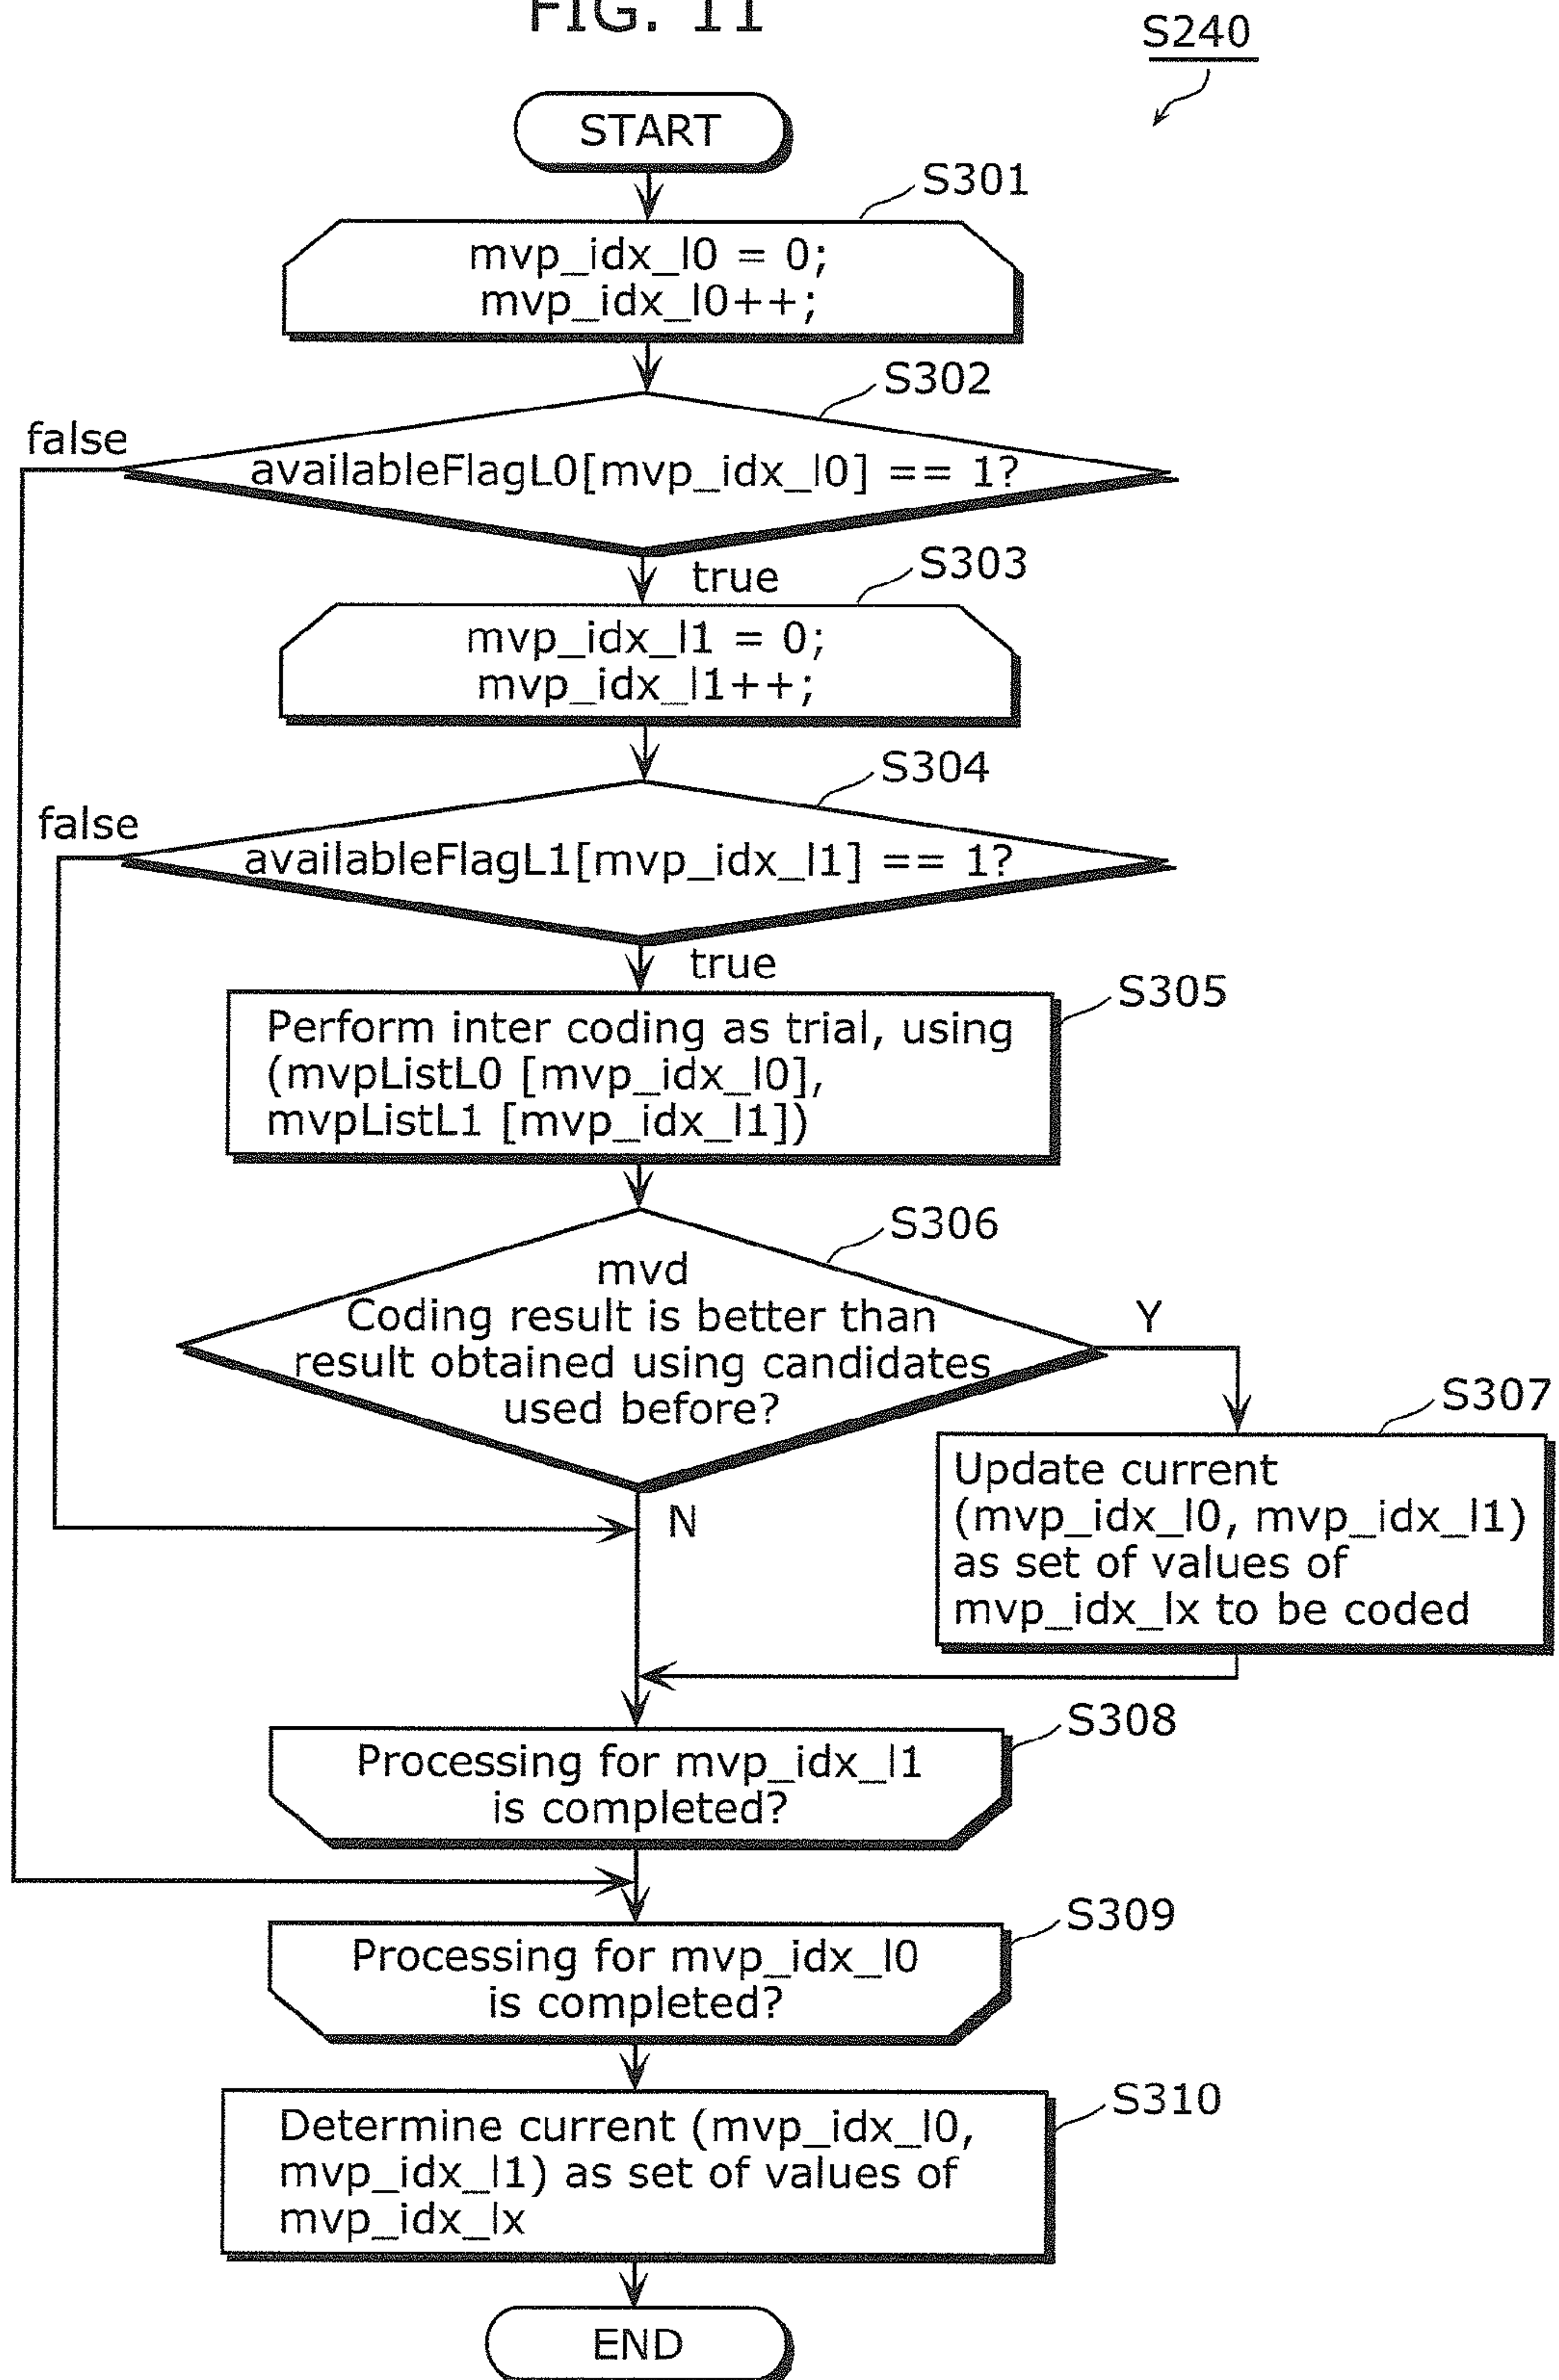 FIG. 11
S240
START
S301
mvp_idx_l0 = 0;
mvp_idx_l0++;
S302
false
availableFlagL0[mvp_idx_l0] == 1?
true
S303
mvp_idx_l1 = 0;
mvp_idx_l1++;
S304
false
availableFlagL1[mvp_idx_l1] == 1?
true
S305
Perform inter coding as trial, using
(mvpListL0 [mvp_idx_l0],
mvpListL1 [mvp_idx_l1])
S306
mvd
Coding result is better than
result obtained using candidates
used before?
Y
N
S307
Update current
(mvp_idx_l0, mvp_idx_l1)
as set of values of
mvp_idx_lx to be coded
S308
Processing for mvp_idx_l1
is completed?
S309
Processing for mvp_idx_l0
is completed?
S310
Determine current (mvp_idx_l0,
mvp_idx_l1) as set of values of
mvp_idx_lx
END